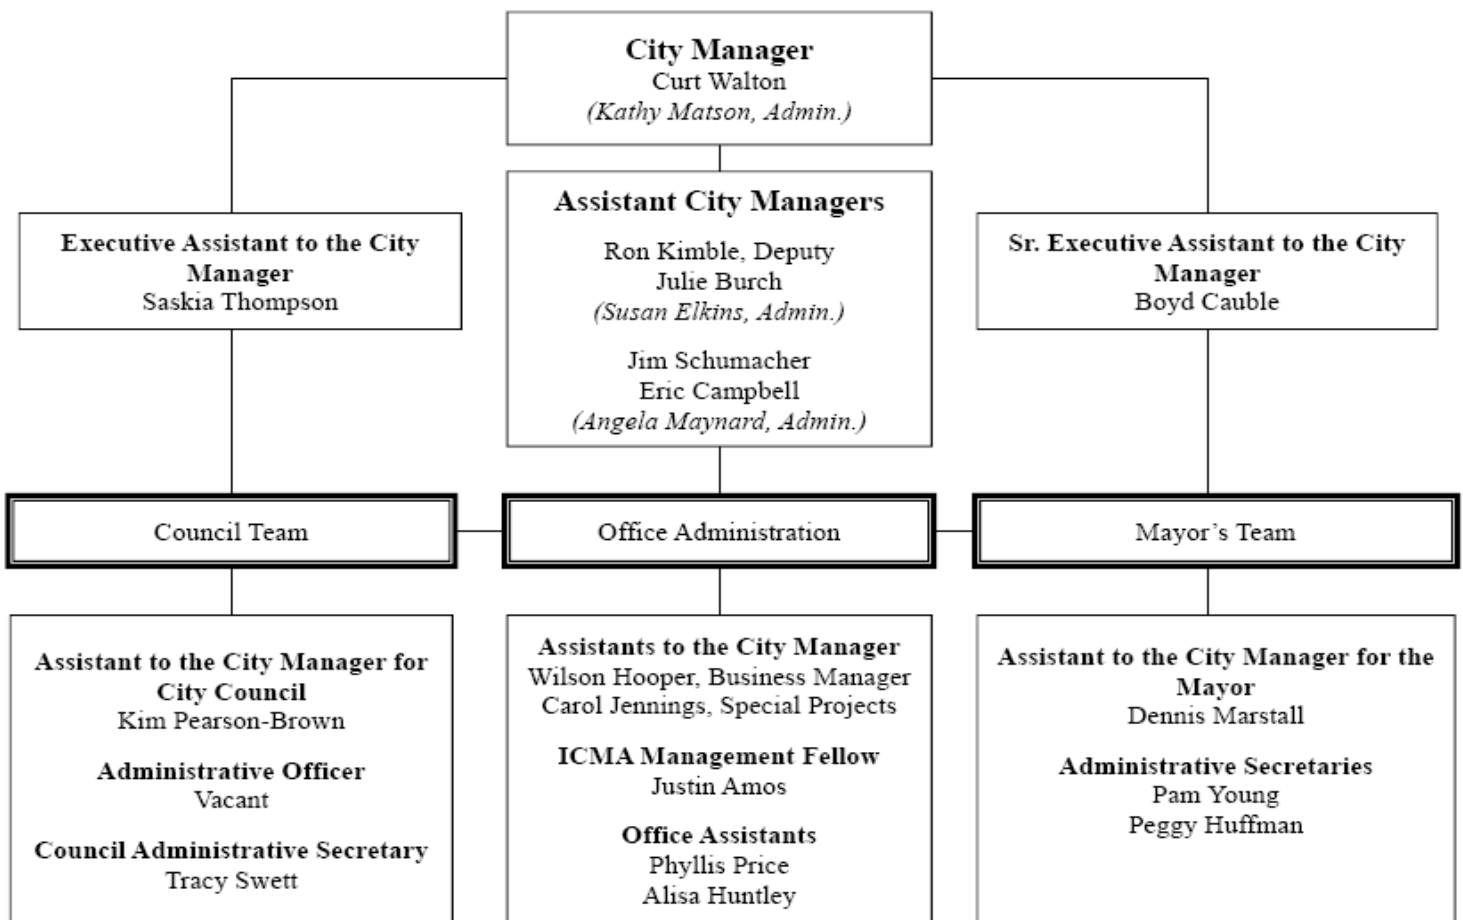 City Manager
Curt Walton
(Kathy Matson, Admin.)
Assistant City Managers
Ron Kimble, Deputy
Julie Burch
(Susan Elkins, Admin.)
Jim Schumacher
Eric Campbell
(Angela Maynard, Admin.)
Executive Assistant to the City
Manager
Saskia Thompson
Sr. Executive Assistant to the City
Manager
Boyd Cauble
Council Team
Office Administration
Mayor’s Team
Assistant to the City Manager for
City Council
Kim Pearson-Brown
Administrative Officer
Vacant
Council Administrative Secretary
Tracy Swett
Assistants to the City Manager
Wilson Hooper, Business Manager
Carol Jennings, Special Projects
ICMA Management Fellow
Justin Amos
Office Assistants
Phyllis Price
Alisa Huntley
Assistant to the City Manager for the
Mayor
Dennis Marstall
Administrative Secretaries
Pam Young
Peggy Huffman